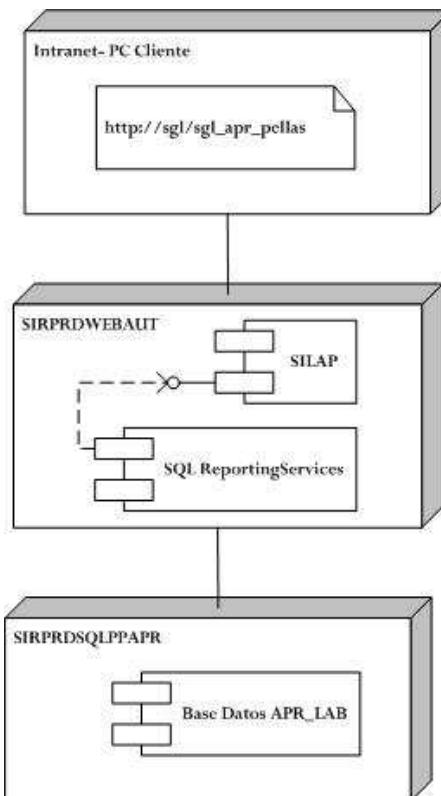 Intranet- PC Cliente
http://sgl/sgl_apr_pellas
SIRPRDWEBAUT
SILAP
SQL ReportingServices
SIRPRDSQLPPAPR
Base Datos APR_LAB